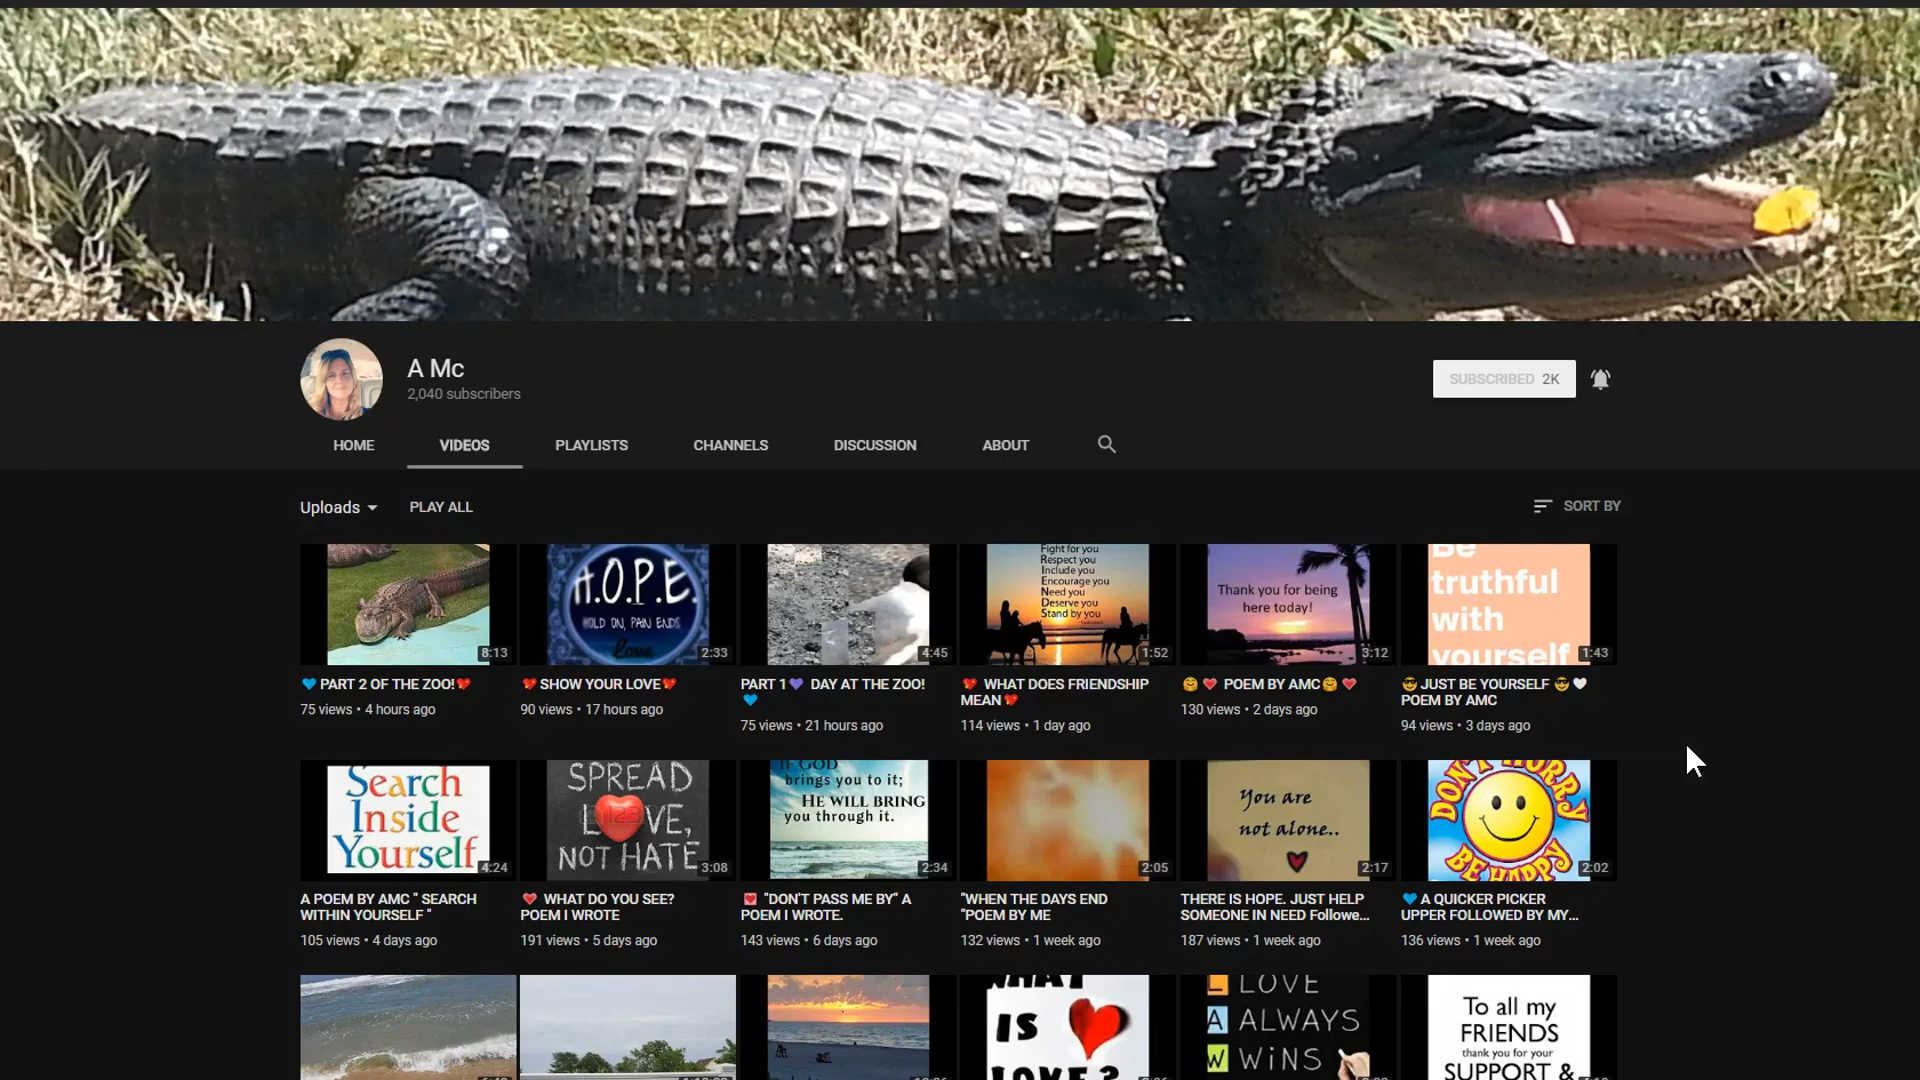 A Mc
2,040 subscribers
SUBSCRIBED 2K
HOME VIDEOS PLAYLISTS CHANNELS DISCUSSION ABOUT
Uploads PLAY ALL SORT BY
8:13
H.O.P.E.
HOLD ON, PAIN ENDS
Love
2:33
4:45
Fight for you
Respect you
Include you
Encourage you
Need you
Deserve you
Stand by you
1:52
Thank you for being
here today!
3:12
Be
truthful
with
yourself
1:43
💙 PART 2 OF THE ZOO!💖
75 views • 4 hours ago
💖SHOW YOUR LOVE💖
90 views • 17 hours ago
PART 1💜 DAY AT THE ZOO!
💙
75 views • 21 hours ago
💖 WHAT DOES FRIENDSHIP
MEAN💖
114 views • 1 day ago
🤗 ❤ POEM BY AMC🤗 ❤
130 views • 2 days ago
😎JUST BE YOURSELF 😎🤍
POEM BY AMC
94 views • 3 days ago
Search
Inside
Yourself
4:24
SPREAD
LOVE,
NOT HATE
3:08
IF GOD
brings you to it;
HE WILL BRING
you through it.
2:34
2:05
You are
not alone..
2:17
DON'T WORRY
BE HAPPY
2:02
A POEM BY AMC " SEARCH
WITHIN YOURSELF "
105 views • 4 days ago
❤ WHAT DO YOU SEE?
POEM I WROTE
191 views • 5 days ago
💌 "DON'T PASS ME BY" A
POEM I WROTE.
143 views • 6 days ago
"WHEN THE DAYS END
"POEM BY ME
132 views • 1 week ago
THERE IS HOPE. JUST HELP
SOMEONE IN NEED Followe...
187 views • 1 week ago
💙A QUICKER PICKER
UPPER FOLLOWED BY MY...
136 views • 1 week ago
WHAT
IS
LOVE?
L LOVE
A ALWAYS
W WiNS
To all my
FRIENDS
thank you for your
SUPPORT &